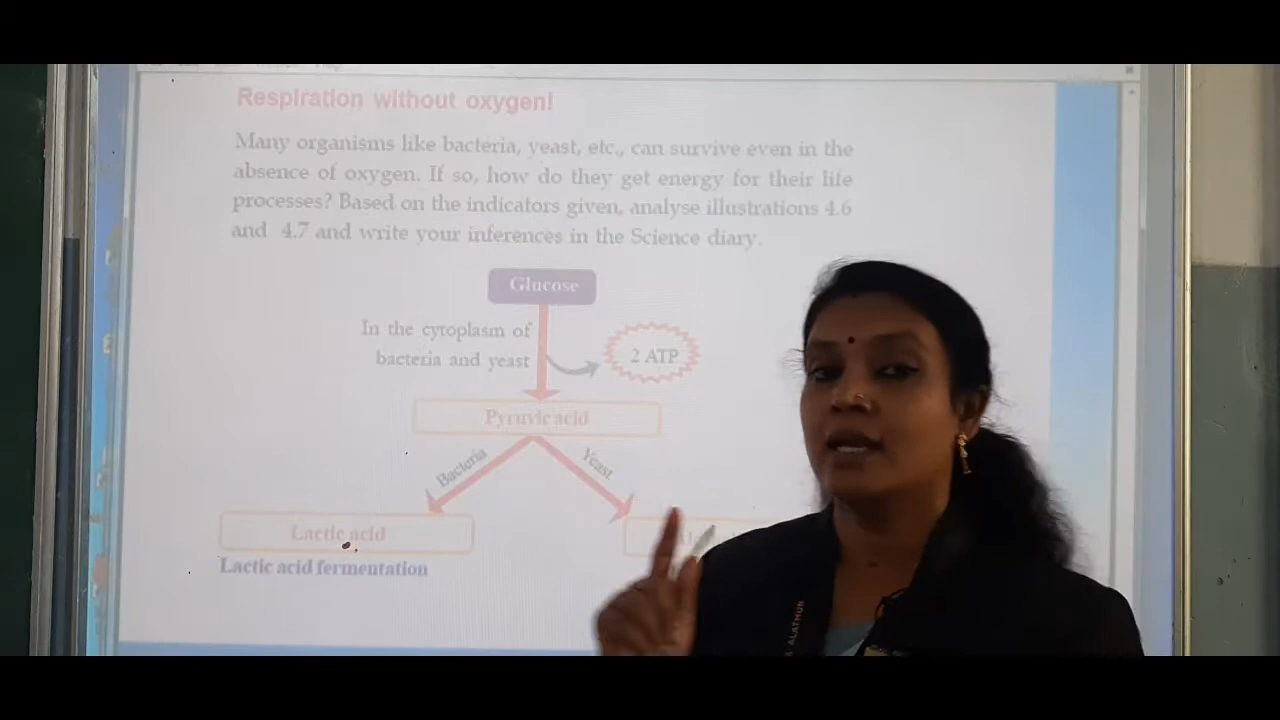 Respiration without oxygen!
Many organisms like bacteria, yeast, etc., can survive even in the
absence of oxygen. If so, how do they get energy for their life
processes? Based on the indicators given, analyse illustrations 4.6
and 4.7 and write your inferences in the Science diary.
Glucose
In the cytoplasm of
bacteria and yeast
2 ATP
Pyruvic acid
Bacteria
Yeast
Lactic acid
Lactic acid fermentation
ALATHUR